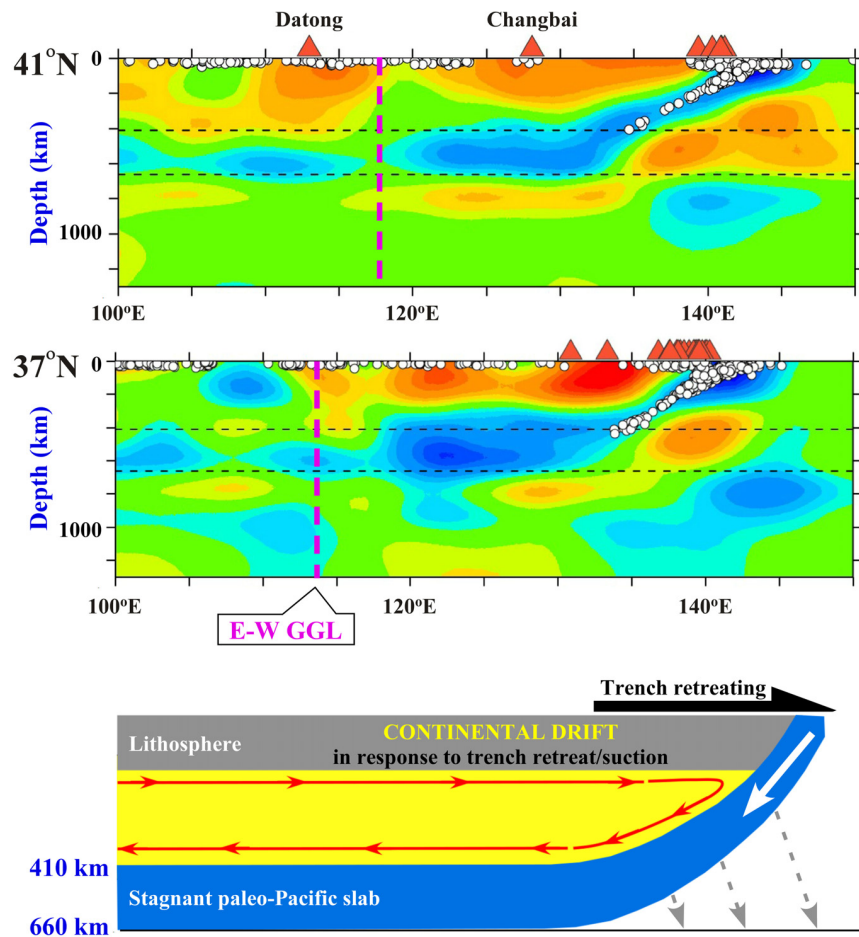 Datong
Changbai
41°N
0
Depth (km)
1000
100°E
120°E
140°E
37°N
0
Depth (km)
1000
100°E
120°E
140°E
E-W GGL
Trench retreating
Lithosphere
CONTINENTAL DRIFT
in response to trench retreat/suction
410 km
Stagnant paleo-Pacific slab
660 km